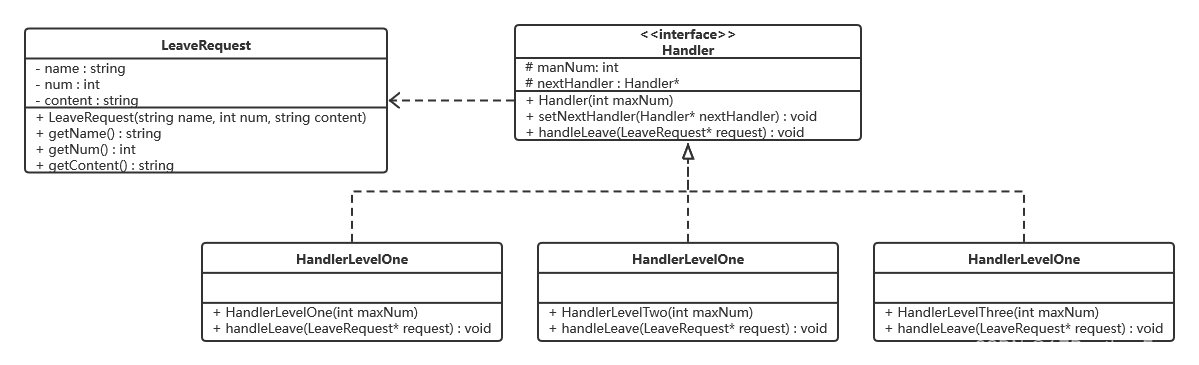 LeaveRequest
- name : string
- num : int
- content : string
+ LeaveRequest(string name, int num, string content)
+ getName() : string
+ getNum() : int
+ getContent() : string
<<interface>>
Handler
# manNum: int
# nextHandler : Handler*
+ Handler(int maxNum)
+ setNextHandler(Handler* nextHandler) : void
+ handleLeave(LeaveRequest* request) : void
HandlerLevelOne
+ HandlerLevelOne(int maxNum)
+ handleLeave(LeaveRequest* request) : void
HandlerLevelOne
+ HandlerLevelTwo(int maxNum)
+ handleLeave(LeaveRequest* request) : void
HandlerLevelOne
+ HandlerLevelThree(int maxNum)
+ handleLeave(LeaveRequest* request) : void